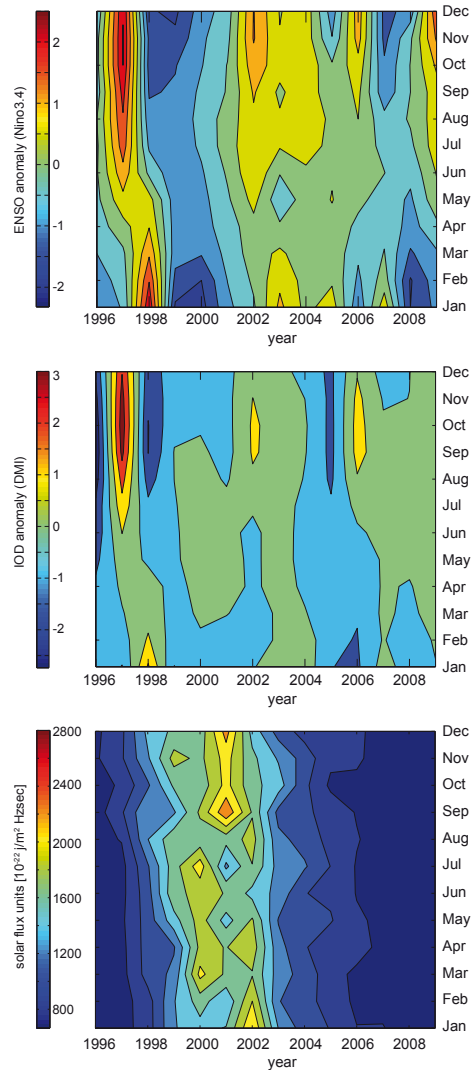 ENSO anomaly (Nino3.4)
2
1
0
-1
-2
Dec
Nov
Oct
Sep
Aug
Jul
Jun
May
Apr
Mar
Feb
Jan
1996 1998 2000 2002 2004 2006 2008
year
IOD anomaly (DMI)
3
2
1
0
-1
-2
Dec
Nov
Oct
Sep
Aug
Jul
Jun
May
Apr
Mar
Feb
Jan
1996 1998 2000 2002 2004 2006 2008
year
solar flux units [10⁻²² j/m² Hzsec]
2800
2400
2000
1600
1200
800
Dec
Nov
Oct
Sep
Aug
Jul
Jun
May
Apr
Mar
Feb
Jan
1996 1998 2000 2002 2004 2006 2008
year